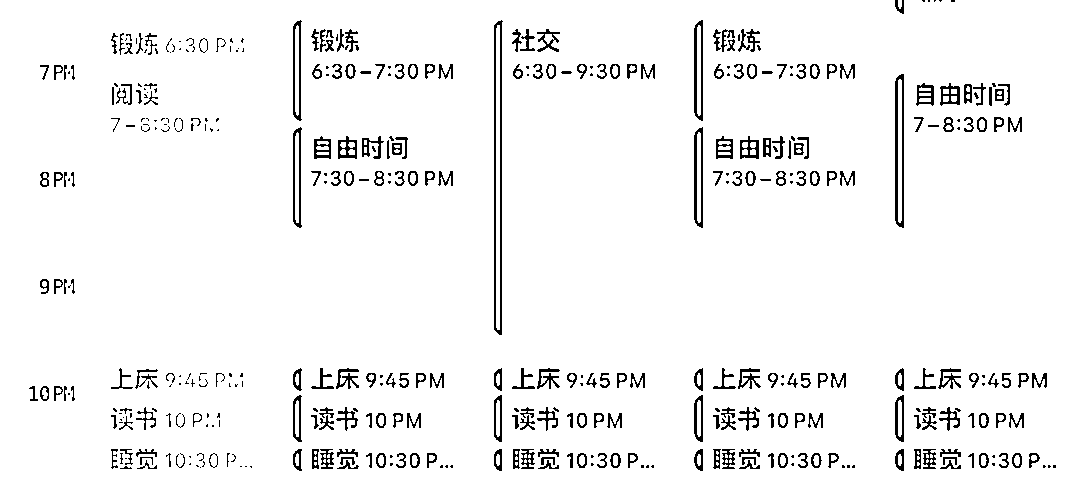 7 PM
8 PM
9 PM
10 PM
锻炼 6:30 PM
阅读
7–8:30 PM
上床 9:45 PM
读书 10 PM
睡觉 10:30 P...
锻炼
6:30–7:30 PM
自由时间
7:30–8:30 PM
上床 9:45 PM
读书 10 PM
睡觉 10:30 P...
社交
6:30–9:30 PM
上床 9:45 PM
读书 10 PM
睡觉 10:30 P...
锻炼
6:30–7:30 PM
自由时间
7:30–8:30 PM
上床 9:45 PM
读书 10 PM
睡觉 10:30 P...
自由时间
7–8:30 PM
上床 9:45 PM
读书 10 PM
睡觉 10:30 P...